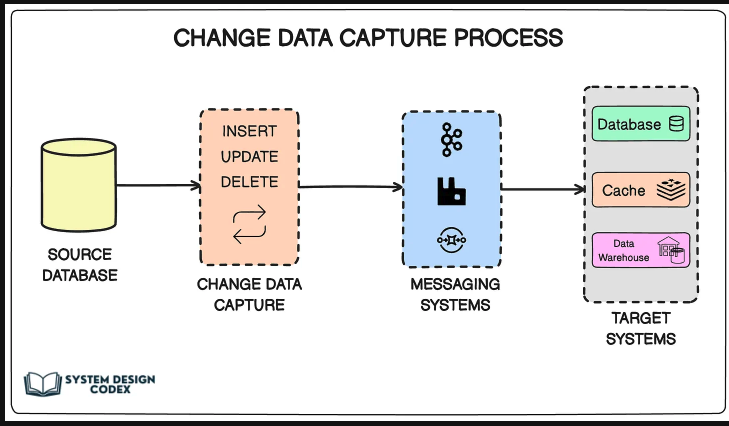 CHANGE DATA CAPTURE PROCESS
SOURCE
DATABASE
INSERT
UPDATE
DELETE
CHANGE DATA
CAPTURE
MESSAGING
SYSTEMS
Database
Cache
Data
Warehouse
TARGET
SYSTEMS
SYSTEM DESIGN
CODEX